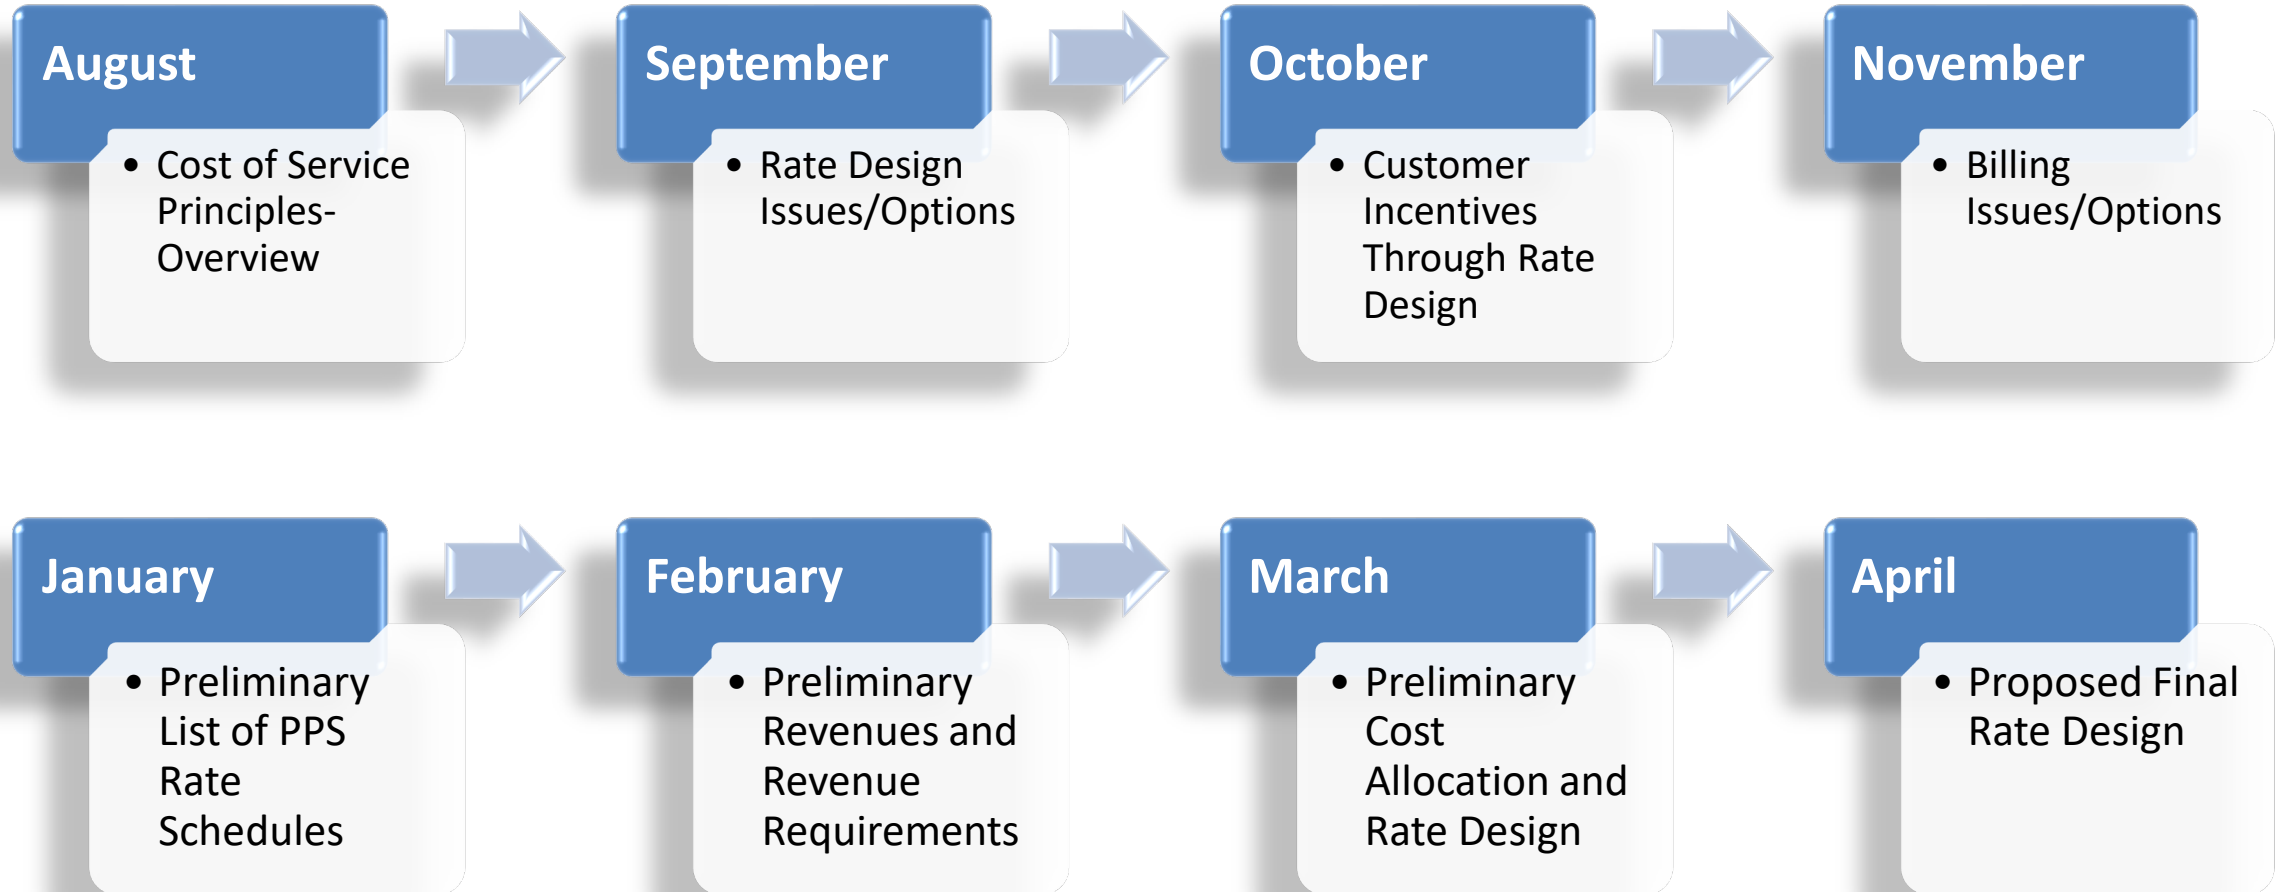 August
• Cost of Service
Principles-
Overview
September
• Rate Design
Issues/Options
October
• Customer
Incentives
Through Rate
Design
November
• Billing
Issues/Options
January
• Preliminary
List of PPS
Rate
Schedules
February
• Preliminary
Revenues and
Revenue
Requirements
March
• Preliminary
Cost
Allocation and
Rate Design
April
• Proposed Final
Rate Design